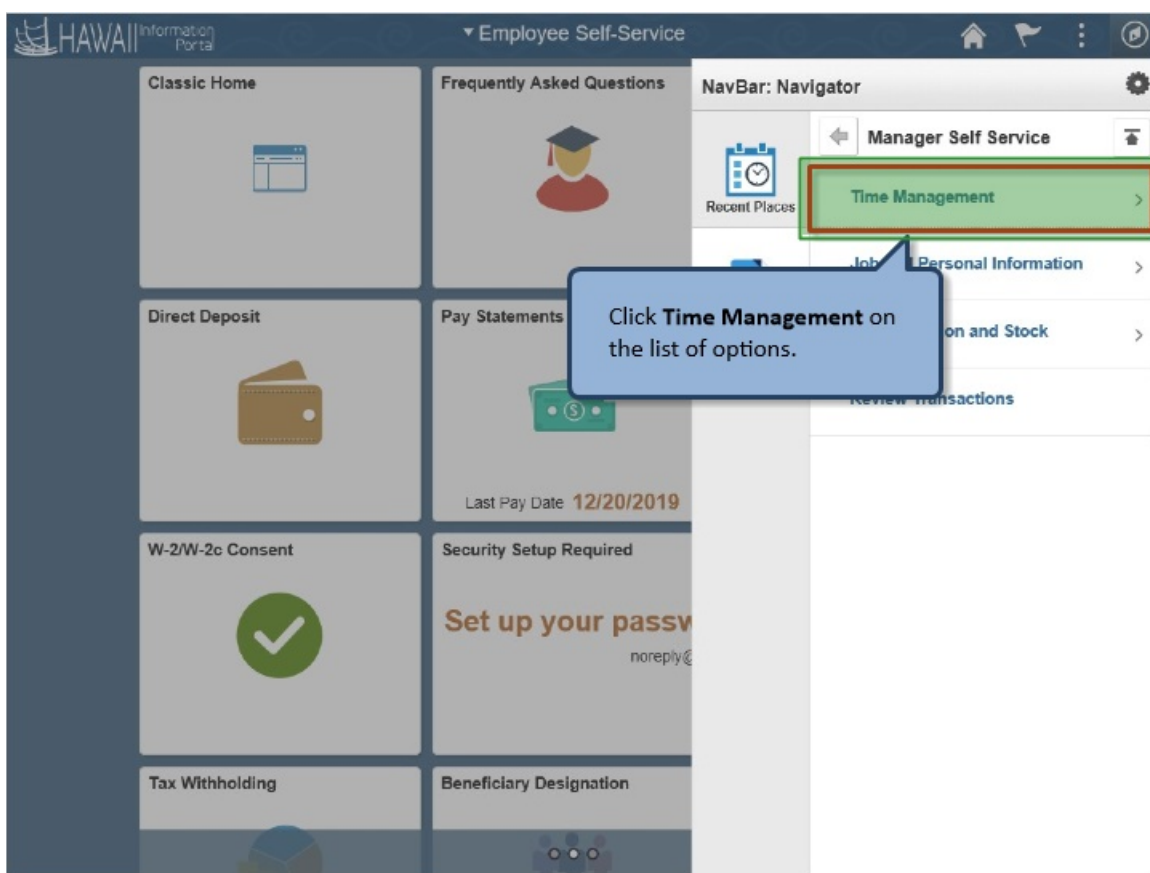 HAWAII Information
Portal
Employee Self-Service
Classic Home
Frequently Asked Questions
Direct Deposit
Pay Statements
Last Pay Date 12/20/2019
W-2/W-2c Consent
Security Setup Required
Set up your passw
noreply@
Tax Withholding
Beneficiary Designation
NavBar: Navigator
Recent Places
Manager Self Service
Time Management
Job Personal Information
on and Stock
Review Transactions
Click Time Management on
the list of options.